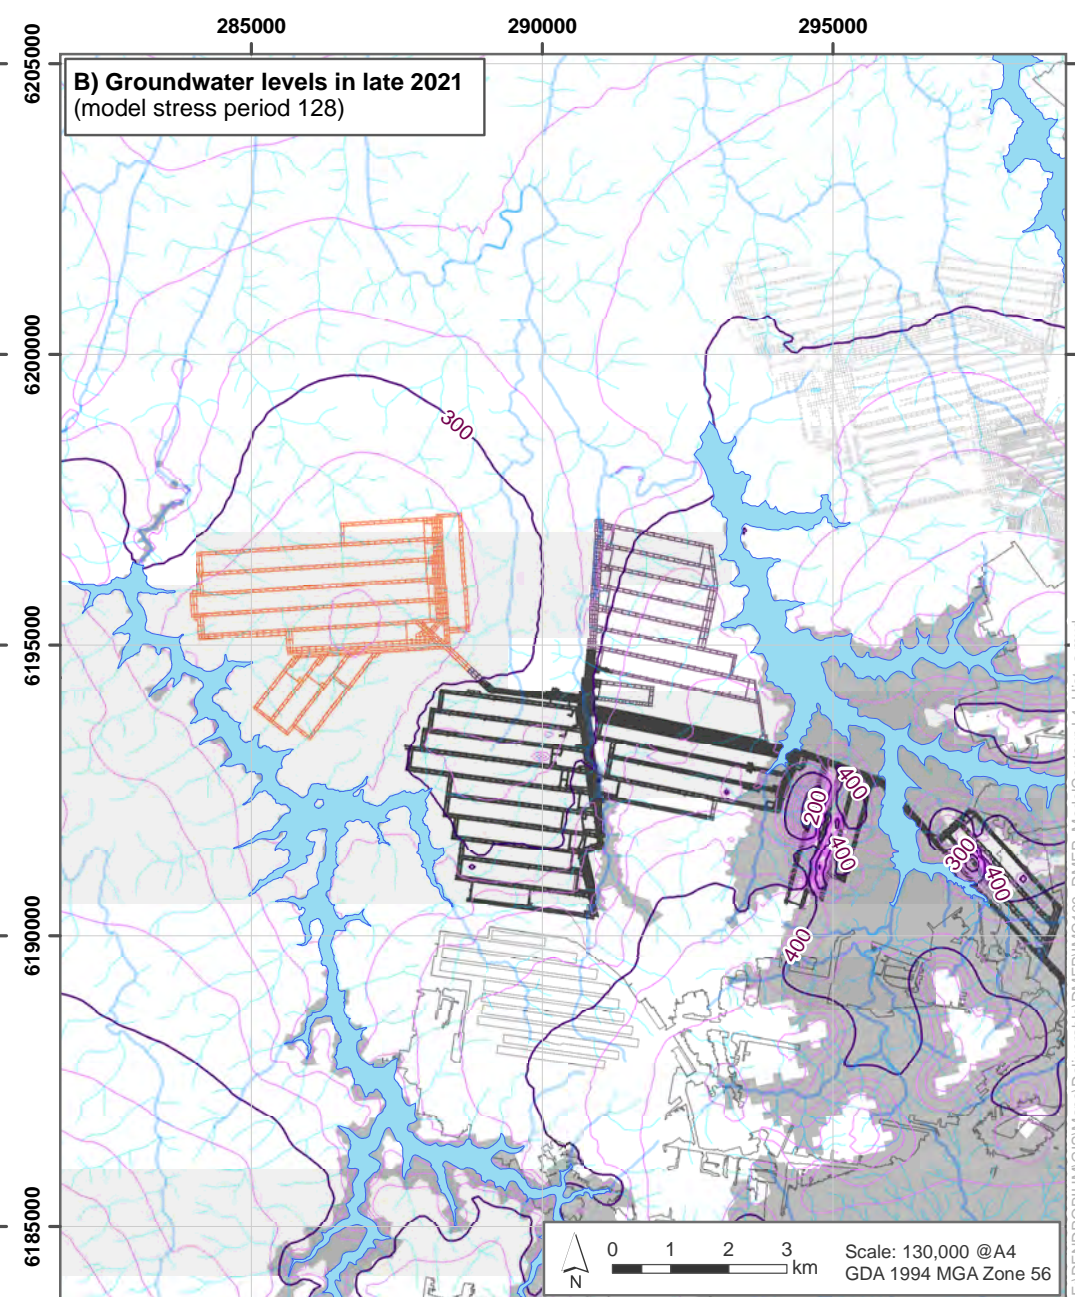 285000
290000
295000
6205000
6200000
6195000
6190000
6185000
B) Groundwater levels in late 2021
(model stress period 128)
300
400
200
400
300
400
400
0 1 2 3
km
N
Scale: 130,000 @A4
GDA 1994 MGA Zone 56